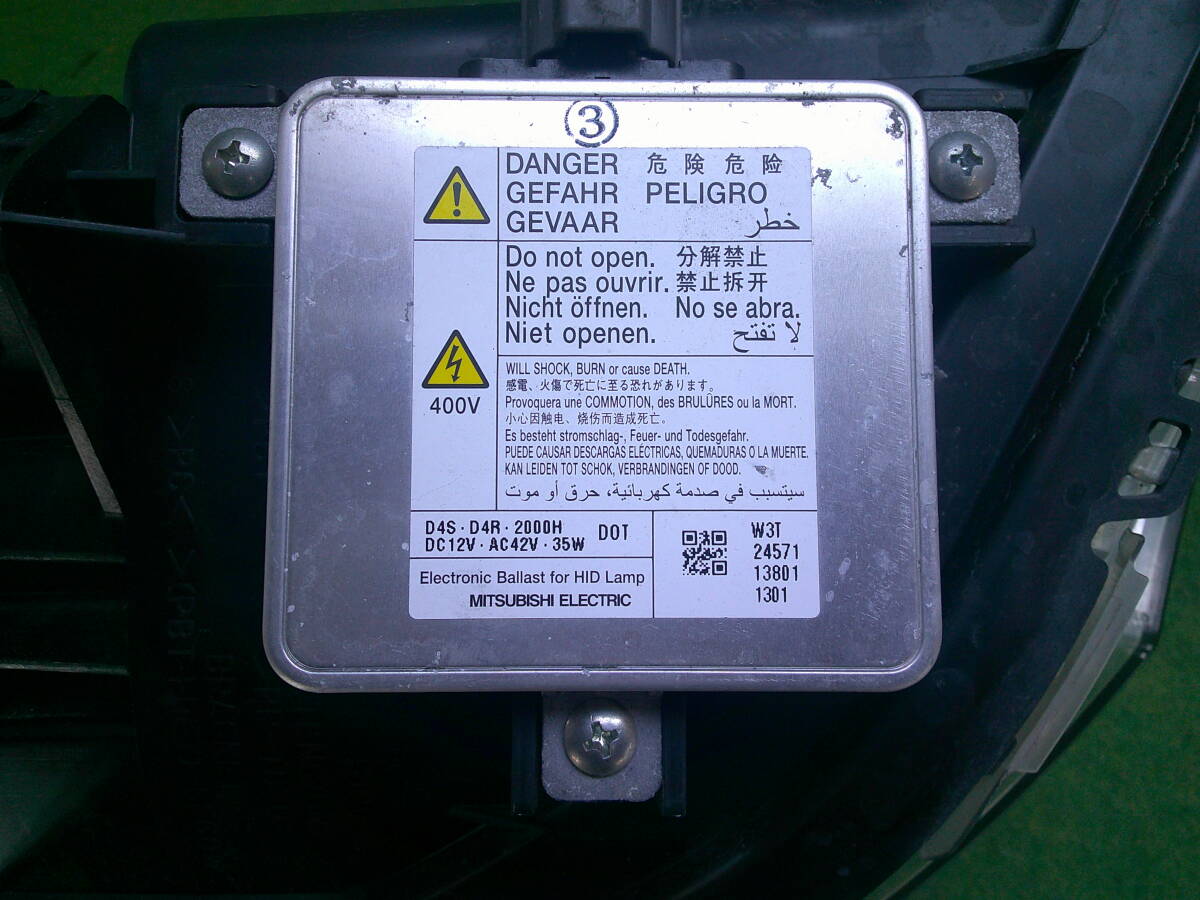 ③
DANGER 危 険 危 险
GEFAHR PELIGRO
GEVAAR خطر
Do not open. 分解禁止
Ne pas ouvrir. 禁止拆开
Nicht öffnen. No se abra.
Niet openen. لا تفتح
400V
WILL SHOCK, BURN or cause DEATH.
感電、火傷で死亡に至る恐れがあります。
Provoquera une COMMOTION, des BRULÛRES ou la MORT.
小心因触电、烧伤而造成死亡。
Es besteht stromschlag-, Feuer- und Todesgefahr.
PUEDE CAUSAR DESCARGAS ELÉCTRICAS, QUEMADURAS O LA MUERTE.
KAN LEIDEN TOT SCHOK, VERBRANDINGEN OF DOOD.
سيتسبب في صدمة كهربائية، حرق أو موت
D4S · D4R · 2000H DOT
DC12V · AC42V · 35W
Electronic Ballast for HID Lamp
MITSUBISHI ELECTRIC
W3T
24571
13801
1301